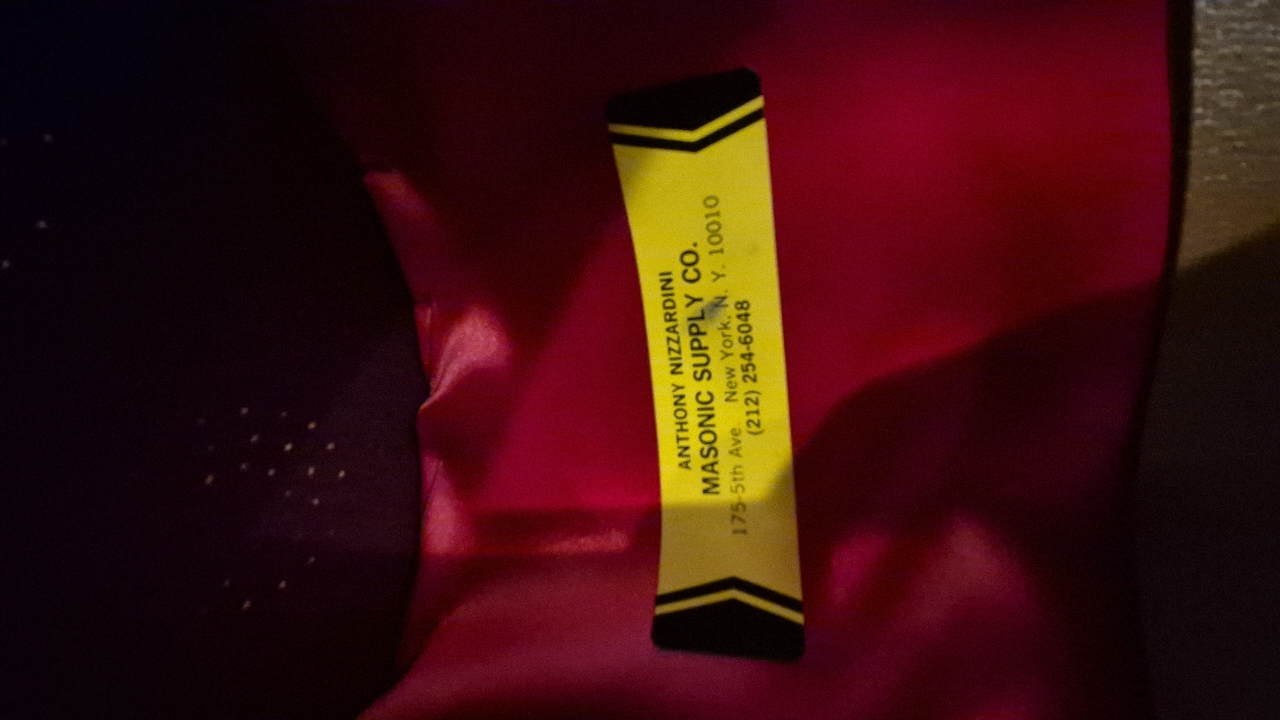 ANTHONY NIZZARDINI
MASONIC SUPPLY CO.
175-5th Ave. New York, N. Y. 10010
(212) 254-6048